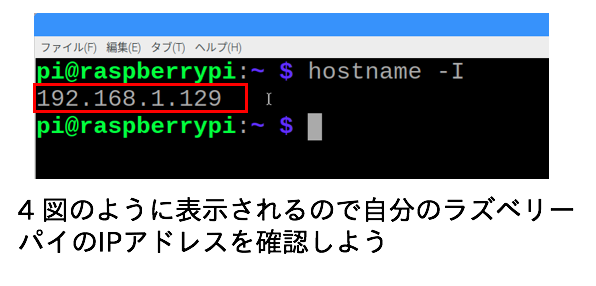 ファイル(F) 編集(E) タブ(T) ヘルプ(H)
pi@raspberrypi:~ $ hostname -I
192.168.1.129
pi@raspberrypi:~ $
4 図のように表示されるので自分のラズベリー
パイのIPアドレスを確認しよう